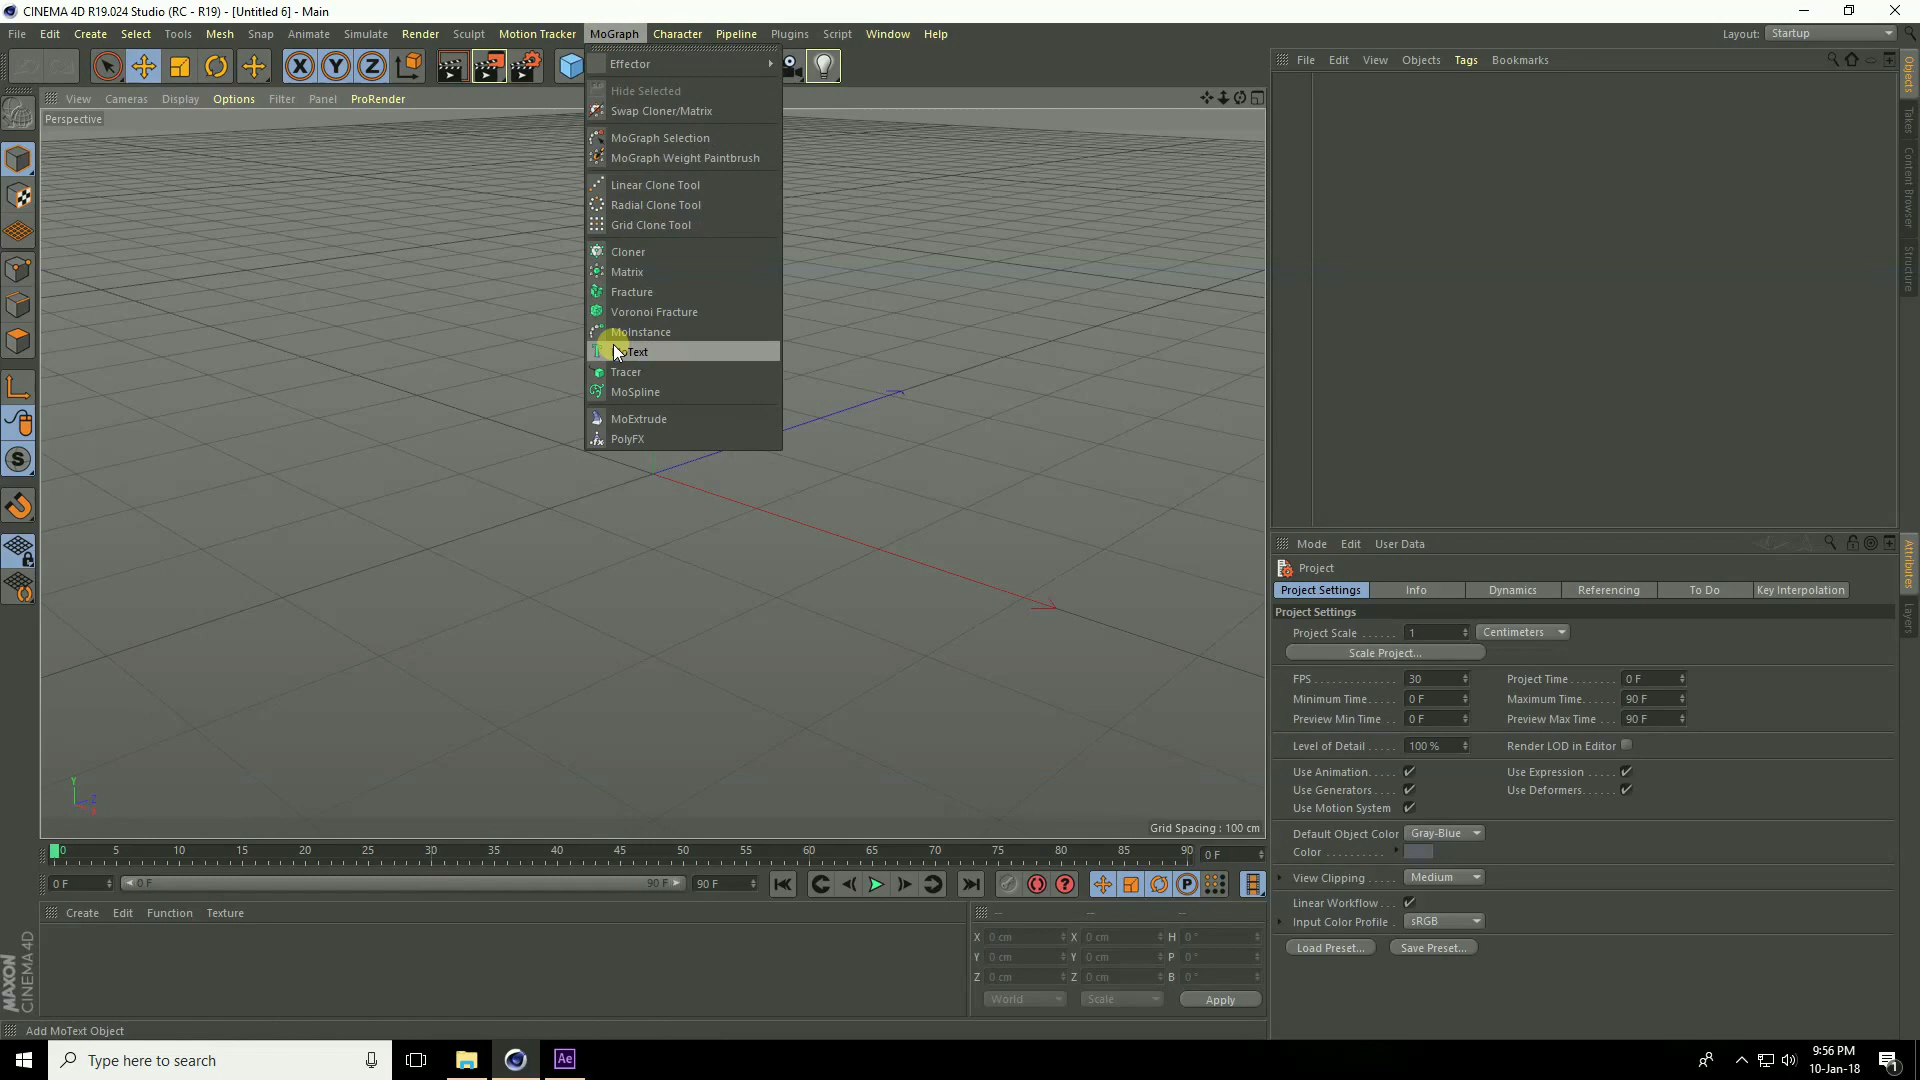 CINEMA 4D R19.024 Studio (RC - R19) - [Untitled 6] - Main
File Edit Create Select Tools Mesh Snap Animate Simulate Render Sculpt Motion Tracker MoGraph Character Pipeline Plugins Script Window Help
Layout: Startup
View Cameras Display Options Filter Panel ProRender
Perspective
Effector
Hide Selected
Swap Cloner/Matrix
MoGraph Selection
MoGraph Weight Paintbrush
Linear Clone Tool
Radial Clone Tool
Grid Clone Tool
Cloner
Matrix
Fracture
Voronoi Fracture
MoInstance
MoText
Tracer
MoSpline
MoExtrude
PolyFX
Y
Z
X
Grid Spacing : 100 cm
File Edit View Objects Tags Bookmarks
Objects
Takes
Content Browser
Structure
Attributes
Layers
Mode Edit User Data
Project
Project Settings Info Dynamics Referencing To Do Key Interpolation
Project Settings
Project Scale 1 Centimeters
Scale Project...
FPS 30 Project Time 0 F
Minimum Time 0 F Maximum Time 90 F
Preview Min Time 0 F Preview Max Time 90 F
Level of Detail 100 % Render LOD in Editor
Use Animation Use Expression
Use Generators Use Deformers
Use Motion System
Default Object Color Gray-Blue
Color
View Clipping Medium
Linear Workflow
Input Color Profile sRGB
Load Preset... Save Preset...
0 5 10 15 20 25 30 35 40 45 50 55 60 65 70 75 80 85 90 0 F
0 F 0 F 90 F 90 F
Create Edit Function Texture
-- -- --
X 0 cm X 0 cm H 0 °
Y 0 cm Y 0 cm P 0 °
Z 0 cm Z 0 cm B 0 °
World Scale Apply
MAXON
CINEMA 4D
Add MoText Object
Type here to search
Ae
9:56 PM
10-Jan-18
1